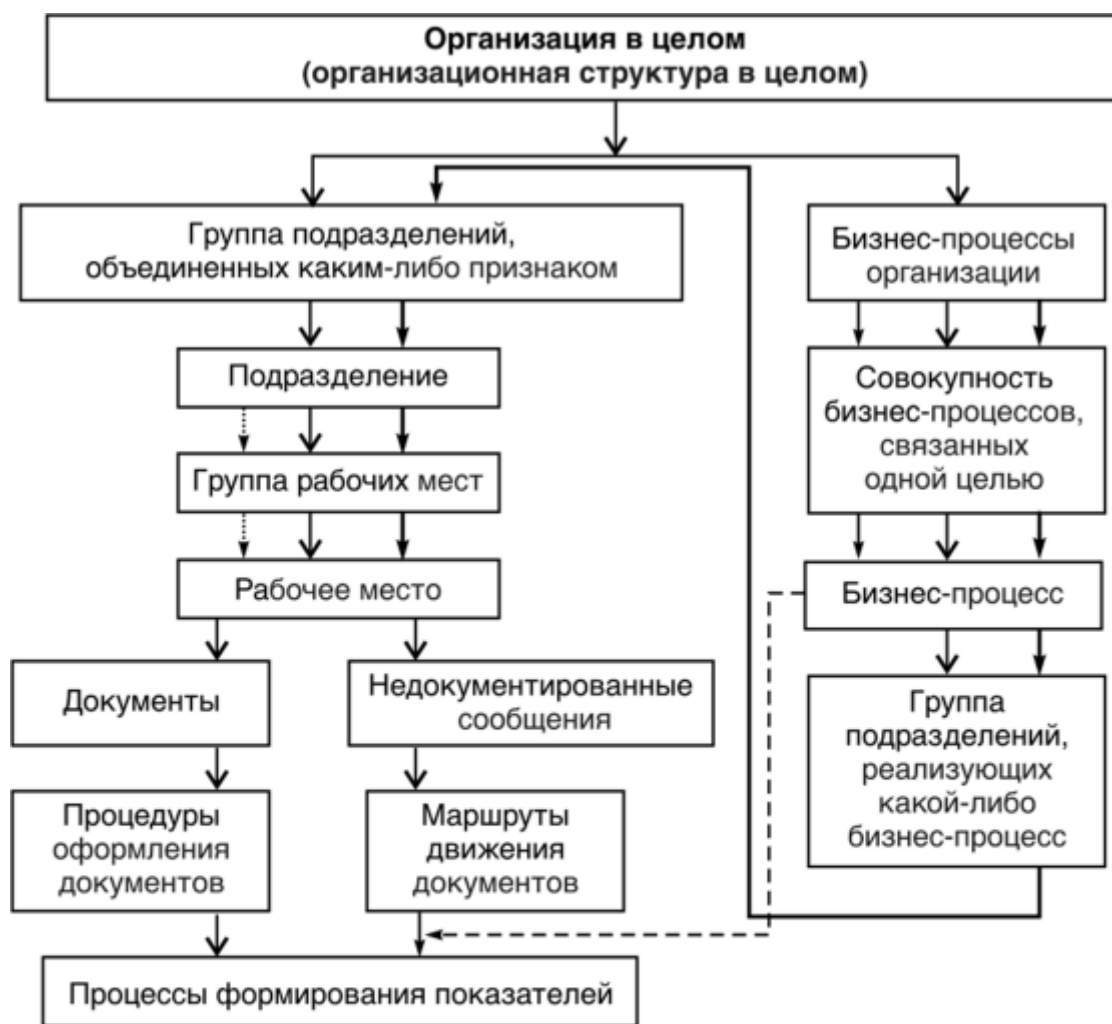 Организация в целом
(организационная структура в целом)
Группа подразделений,
объединенных каким-либо признаком
Подразделение
Группа рабочих мест
Рабочее место
Документы
Недокументированные
сообщения
Процедуры
оформления
документов
Маршруты
движения
документов
Процессы формирования показателей
Бизнес-процессы
организации
Совокупность
бизнес-процессов,
связанных
одной целью
Бизнес-процесс
Группа
подразделений,
реализующих
какой-либо
бизнес-процесс